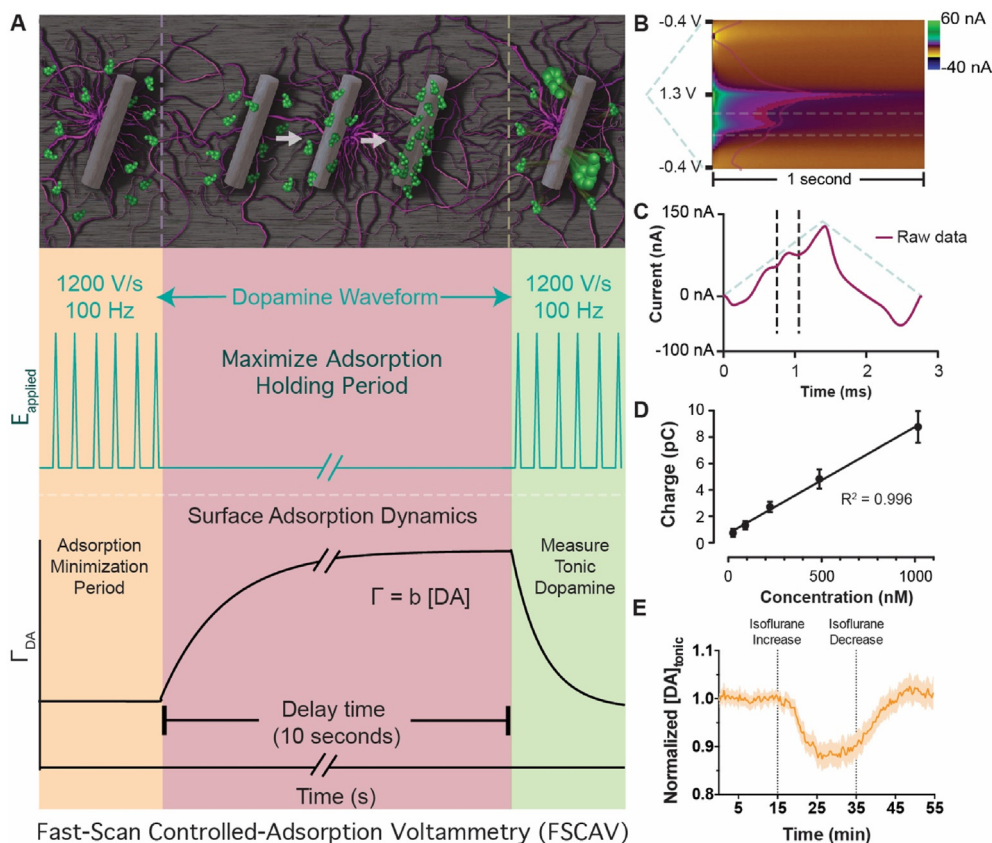 A
1200 V/s
100 Hz
Dopamine Waveform
1200 V/s
100 Hz
Maximize Adsorption
Holding Period
Eapplied
Surface Adsorption Dynamics
Adsorption
Minimization
Period
Γ = b [DA]
Measure
Tonic
Dopamine
ΓDA
Delay time
(10 seconds)
Time (s)
Fast-Scan Controlled-Adsorption Voltammetry (FSCAV)
B
-0.4 V
1.3 V
-0.4 V
60 nA
-40 nA
1 second
C
150
nA
0 nA
-100 nA
Current
(nA)
Raw data
0 1 2 3
Time (ms)
D
10
8
6
4
2
0
Charge (pC)
R² = 0.996
0 500 1000
Concentration (nM)
E
Isoflurane
Increase
Isoflurane
Decrease
1.1
1.0
0.9
0.8
Normalized [DA]tonic
5 15 25 35 45 55
Time (min)